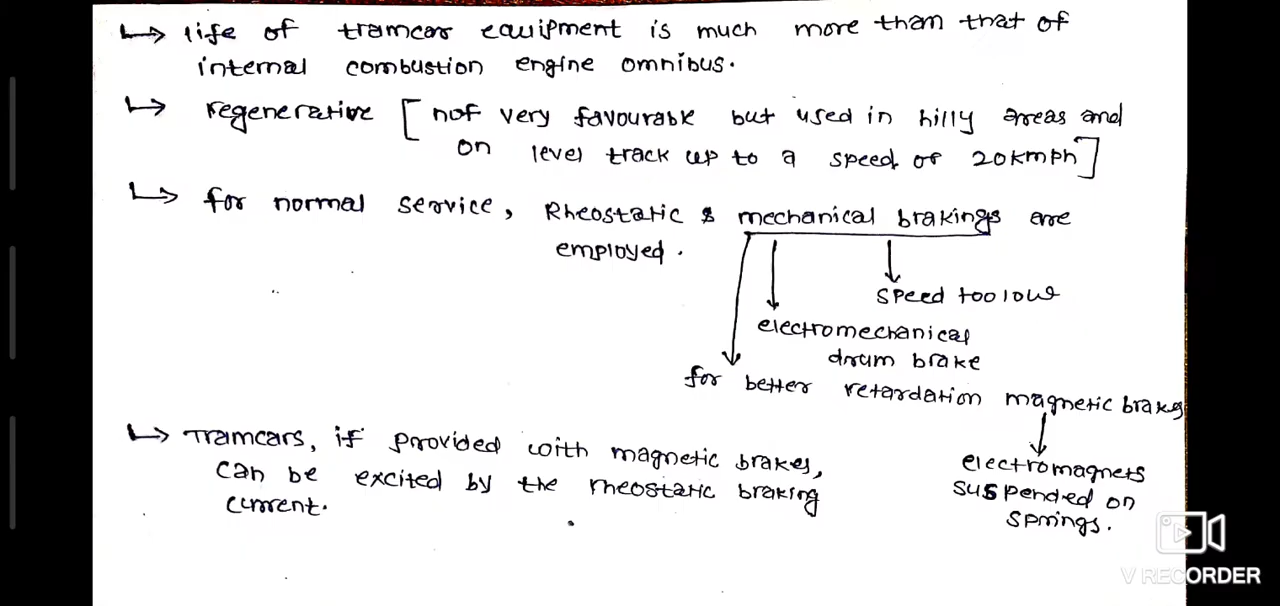 ↳ life of tramcar equipment is much more than that of
internal combustion engine omnibus.
↳ regenerative [not very favourable but used in hilly areas and
on level track up to a speed of 20kmph]
↳ for normal service, Rheostatic & mechanical brakings are
employed.
speed too low
electromechanical
drum brake
for better retardation magnetic brakes
↳ Tramcars, if provided with magnetic brakes,
can be excited by the rheostatic braking
current.
electromagnets
suspended on
springs.
V RECORDER